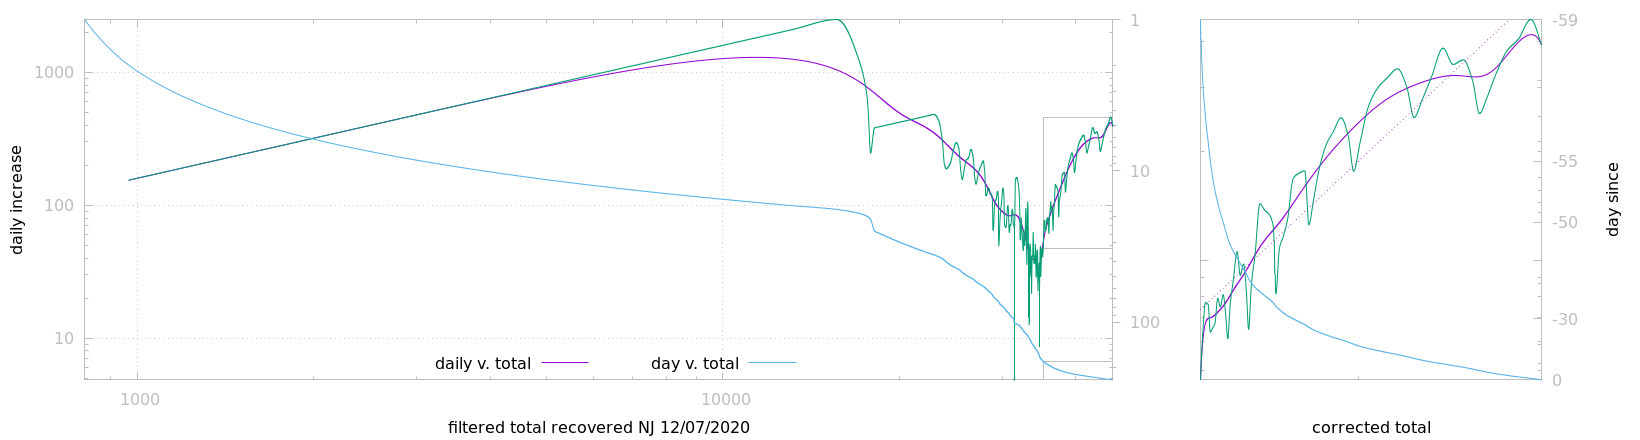 1000
100
10
daily increase
1000
10000
filtered total recovered NJ 12/07/2020
daily v. total
day v. total
1
10
100
-59
-55
-50
-30
0
day since
corrected total